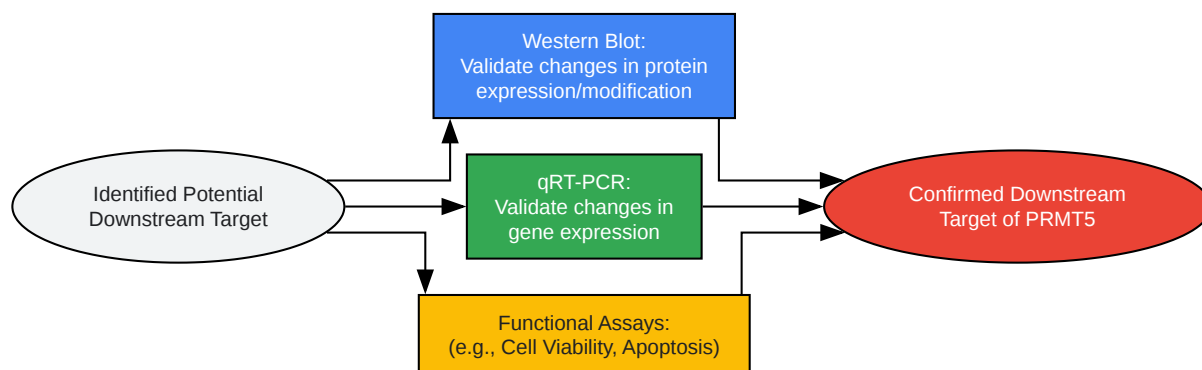 Western Blot:
Validate changes in protein
expression/modification
Identified Potential
Downstream Target
qRT-PCR:
Validate changes in
gene expression
Confirmed Downstream
Target of PRMT5
Functional Assays:
(e.g., Cell Viability, Apoptosis)